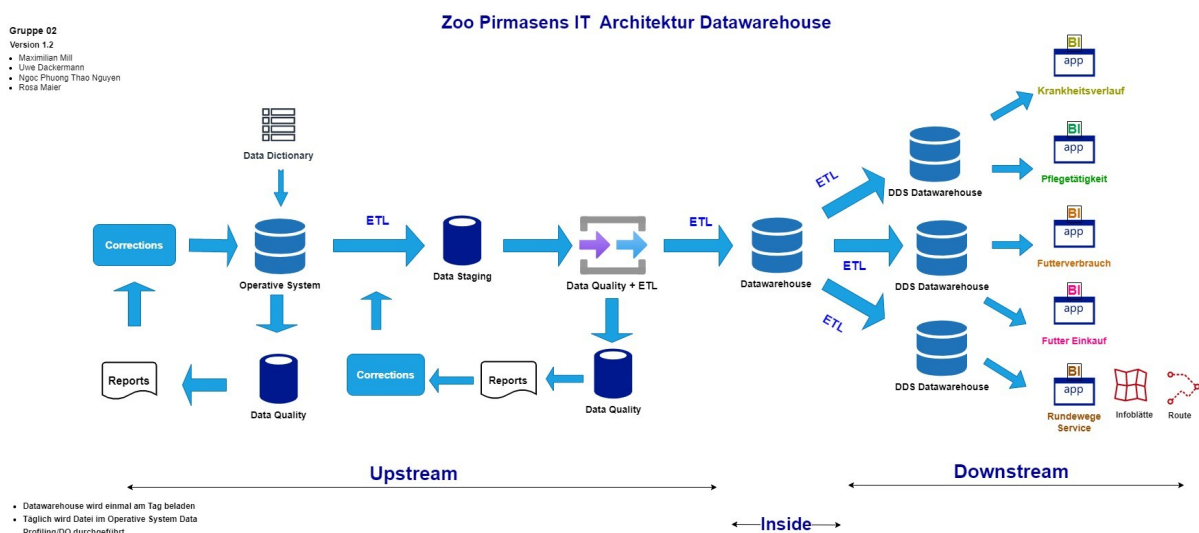 Zoo Pirmasens IT Architektur Datawarehouse
Gruppe 02
Version 1.2
Maximilian Mill
Uwe Dackermann
Ngoc Phuong Thao Nguyen
Rosa Maier
BI
app
Krankheitsverlauf
Data Dictionary
BI
app
Pflegetätigkeit
ETL
DDS Datawarehouse
Corrections
ETL
ETL
BI
app
Futterverbrauch
Operative System
Data Staging
Data Quality + ETL
Datawarehouse
ETL
DDS Datawarehouse
BI
app
Futter Einkauf
ETL
Reports
Data Quality
Corrections
Reports
Data Quality
DDS Datawarehouse
BI
app
Rundewege
Service
Infoblätte
Route
Upstream
Downstream
Inside
Datawarehouse wird einmal am Tag beladen
Täglich wird Datei im Operative System Data
Profiling/DQ durchgeführt